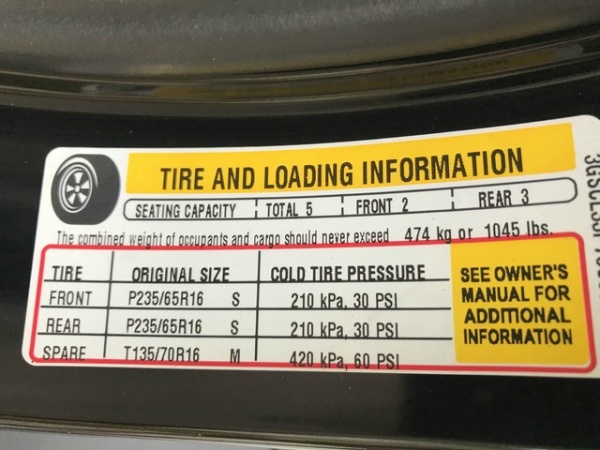 TIRE AND LOADING INFORMATION
SEATING CAPACITY TOTAL 5 FRONT 2 REAR 3
The combined weight of occupants and cargo should never exceed 474 kg or 1045 lbs.
TIRE ORIGINAL SIZE COLD TIRE PRESSURE
FRONT P235/65R16 S 210 kPa, 30 PSI
REAR P235/65R16 S 210 kPa, 30 PSI
SPARE T135/70R16 M 420 kPa, 60 PSI
SEE OWNER'S
MANUAL FOR
ADDITIONAL
INFORMATION